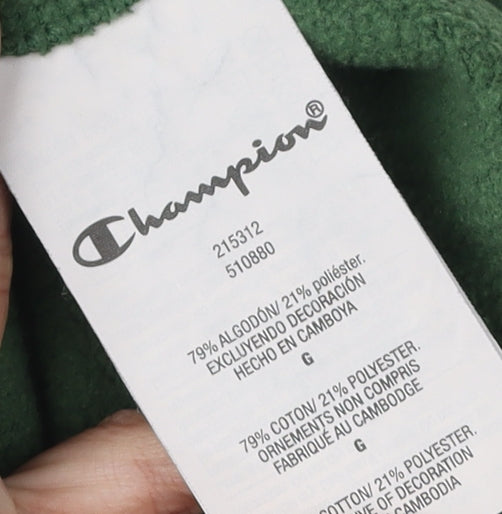 Champion®
215312
510880
79% ALGODÓN/ 21% poliéster.
EXCLUYENDO DECORACIÓN
HECHO EN CAMBOYA
G
79% COTON/ 21% POLYESTER.
ORNEMENTS NON COMPRIS
FABRIQUÉ AU CAMBODGE
G
COTTON/ 21% POLYESTER.
OF DECORATION
CAMBODIA